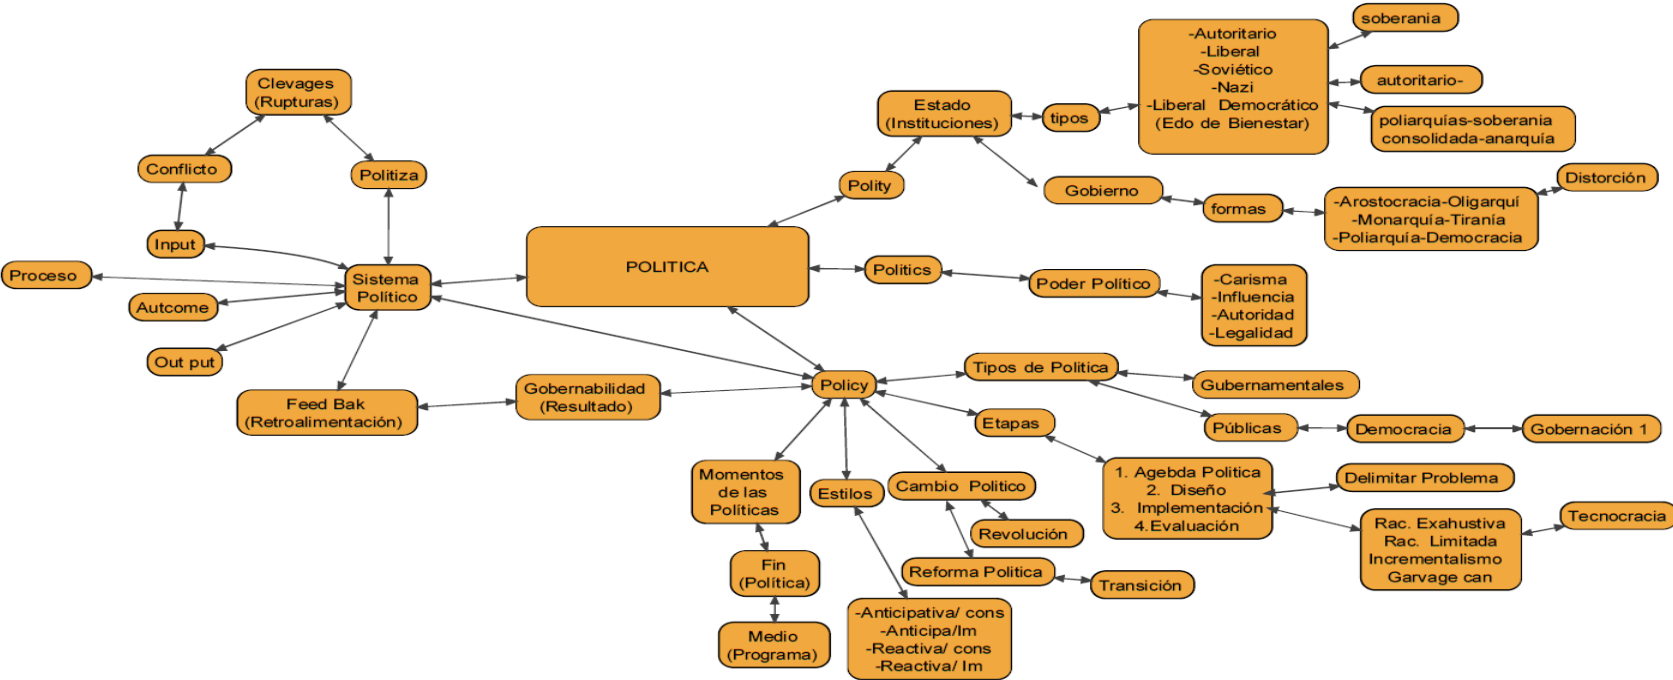 soberania
-Autoritario
-Liberal
-Soviético
-Nazi
-Liberal Democrático
(Edo de Bienestar)
autoritario-
poliarquías-soberania
consolidada-anarquía
Clevages
(Rupturas)
Estado
(Instituciones)
tipos
Conflicto
Politiza
Polity
Gobierno
formas
Distorción
-Arostocracia-Oligarquí
-Monarquía-Tiranía
-Poliarquía-Democracia
Input
Proceso
Sistema
Político
POLITICA
Politics
Poder Político
-Carisma
-Influencia
-Autoridad
-Legalidad
Autcome
Out put
Feed Bak
(Retroalimentación)
Gobernabilidad
(Resultado)
Policy
Tipos de Politica
Gubernamentales
Etapas
Públicas
Democracia
Gobernación 1
Momentos
de las
Políticas
Estilos
Cambio Politico
Revolución
1. Agebda Politica
2. Diseño
3. Implementación
4.Evaluación
Delimitar Problema
Rac. Exahustiva
Rac. Limitada
Incrementalismo
Garvage can
Tecnocracia
Fin
(Política)
Reforma Politica
Transición
Medio
(Programa)
-Anticipativa/ cons
-Anticipa/Im
-Reactiva/ cons
-Reactiva/ Im